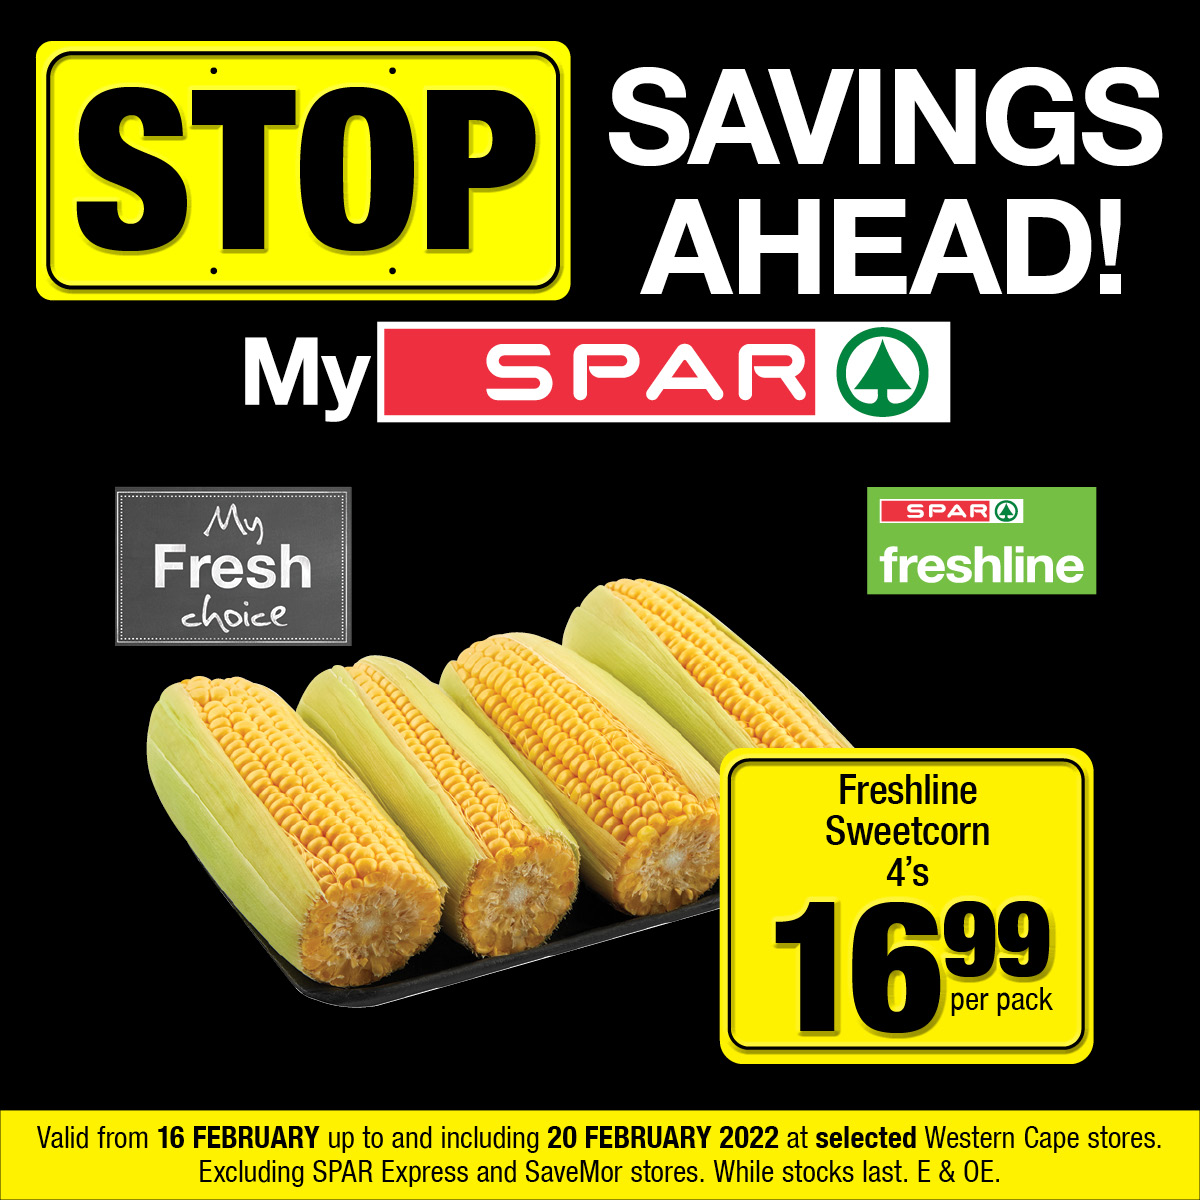 STOP
SAVINGS
AHEAD!
My SPAR
My
Fresh
choice
SPAR
freshline
Freshline
Sweetcorn
4's
1699
per pack
Valid from 16 FEBRUARY up to and including 20 FEBRUARY 2022 at selected Western Cape stores.
Excluding SPAR Express and SaveMor stores. While stocks last. E & OE.